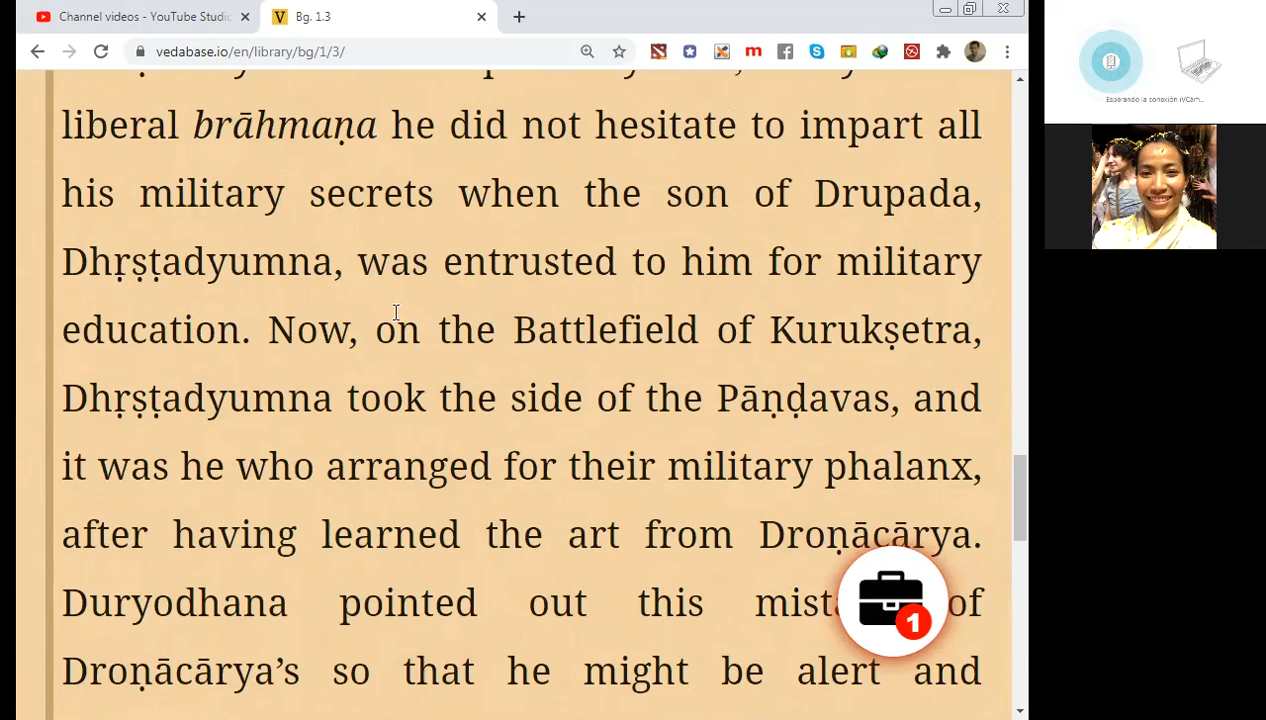 Channel videos - YouTube Studio
Bg. 1.3
vedabase.io/en/library/bg/1/3/
liberal brāhmaṇa he did not hesitate to impart all
his military secrets when the son of Drupada,
Dhṛṣṭadyumna, was entrusted to him for military
education. Now, on the Battlefield of Kurukṣetra,
Dhṛṣṭadyumna took the side of the Pāṇḍavas, and
it was he who arranged for their military phalanx,
after having learned the art from Droṇācārya.
Duryodhana pointed out this of
Droṇācārya’s so that he might be alert and
1
Esperando la conexión iVCam...